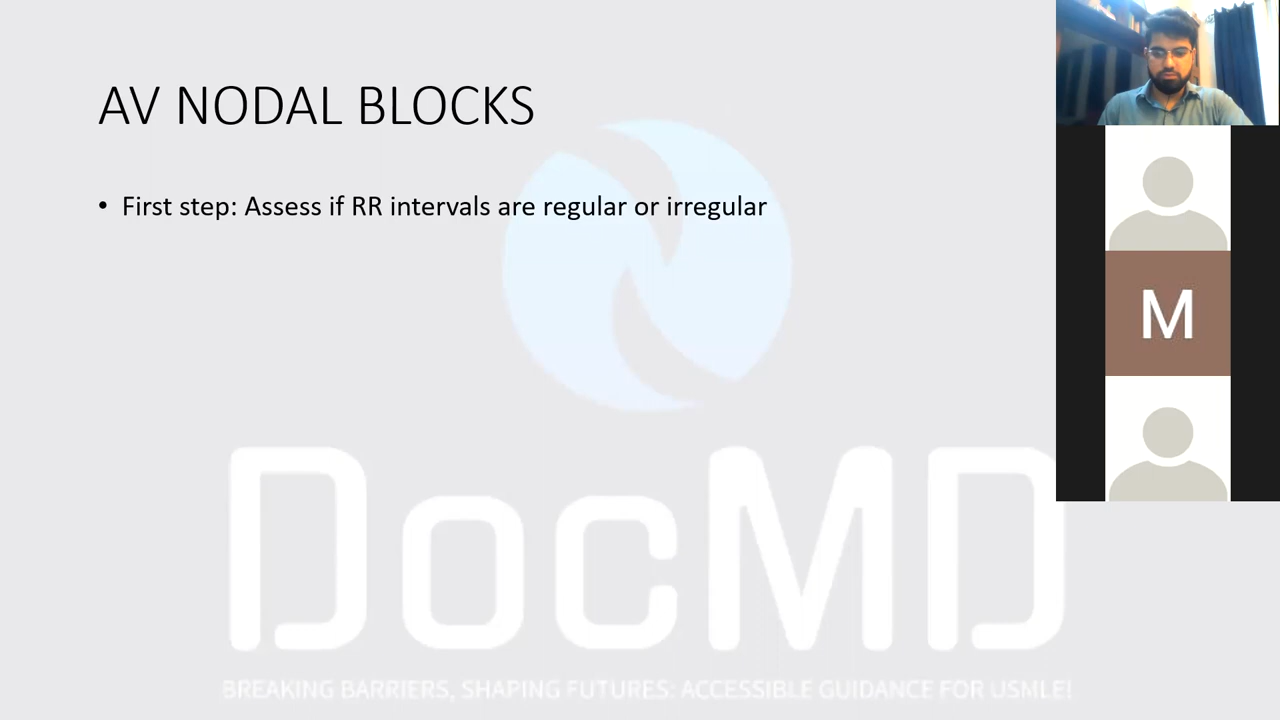 AV NODAL BLOCKS
• First step: Assess if RR intervals are regular or irregular
M
DocMD
BREAKING BARRIERS, SHAPING FUTURES: ACCESSIBLE GUIDANCE FOR USMLE!